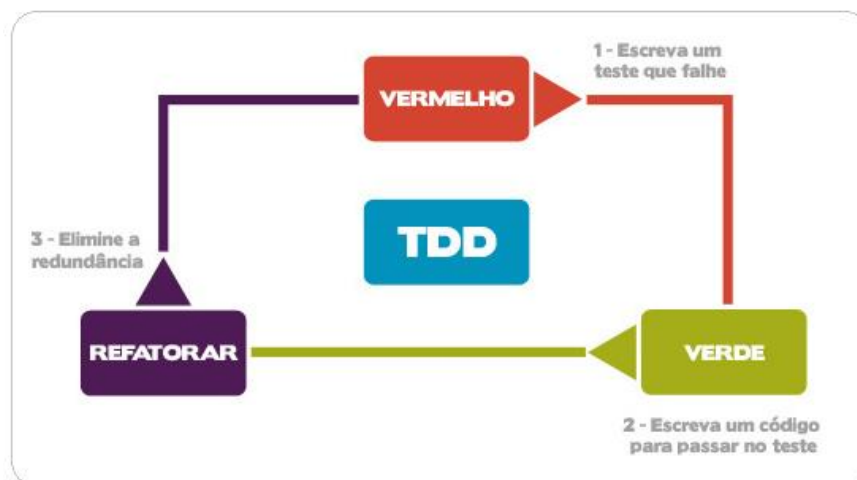 VERMELHO
1 - Escreva um
teste que falhe
TDD
3 - Elimine a
redundância
REFATORAR
VERDE
2 - Escreva um código
para passar no teste